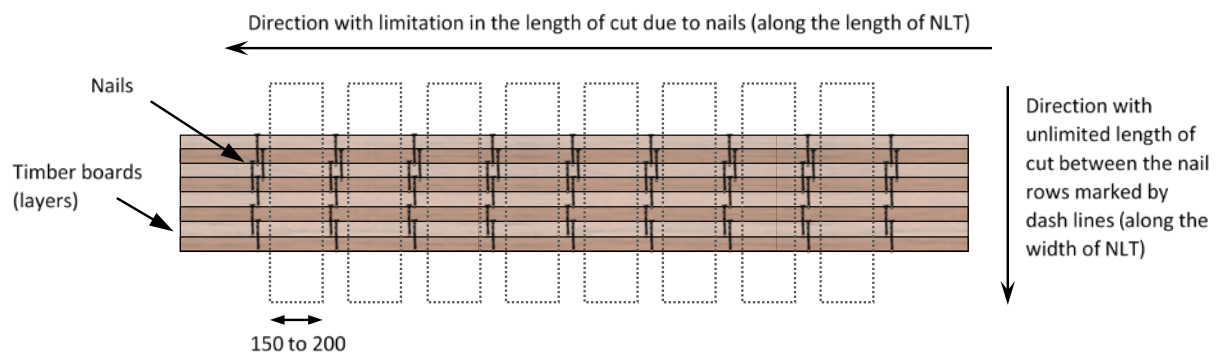 Direction with limitation in the length of cut due to nails (along the length of NLT)
Nails
Timber boards
(layers)
Direction with
unlimited length of
cut between the nail
rows marked by
dash lines (along the
width of NLT)
150 to 200